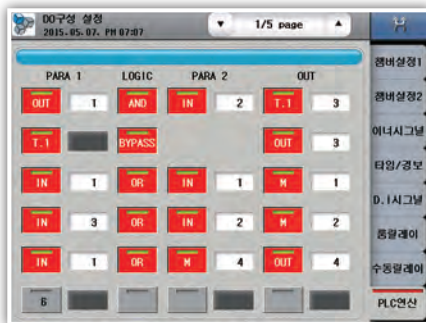 DO구성 설정
2015.05.07. PM 07:07
▼ 1/5 page ▲
PARA 1 LOGIC PARA 2 OUT
OUT 1 AND IN 2 T.1 3
T.1 BYPASS OUT 3
IN 1 OR IN 1 M 1
IN 3 OR IN 2 M 2
IN 1 OR M 4 OUT 4
6
챔버설정1
챔버설정2
이너시그널
타임/경보
D.I시그널
룸릴레이
수동릴레이
PLC연산